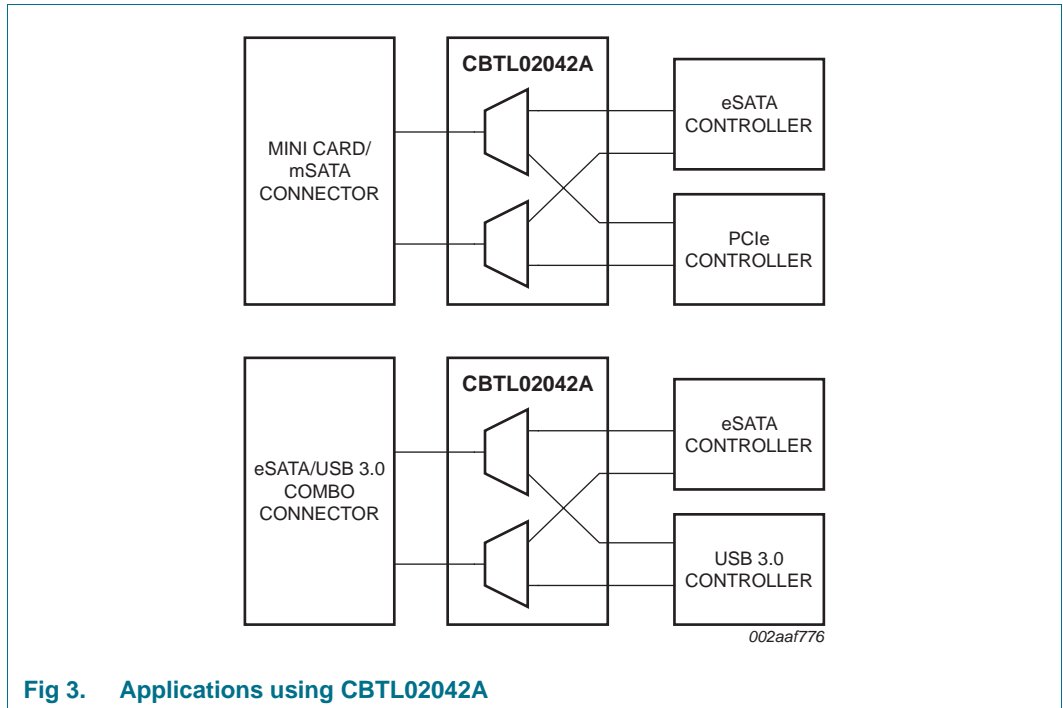 CBTL02042A
MINI CARD/
mSATA
CONNECTOR
eSATA
CONTROLLER
PCIe
CONTROLLER
CBTL02042A
eSATA/USB 3.0
COMBO
CONNECTOR
eSATA
CONTROLLER
USB 3.0
CONTROLLER
002aaf776
Fig 3. Applications using CBTL02042A